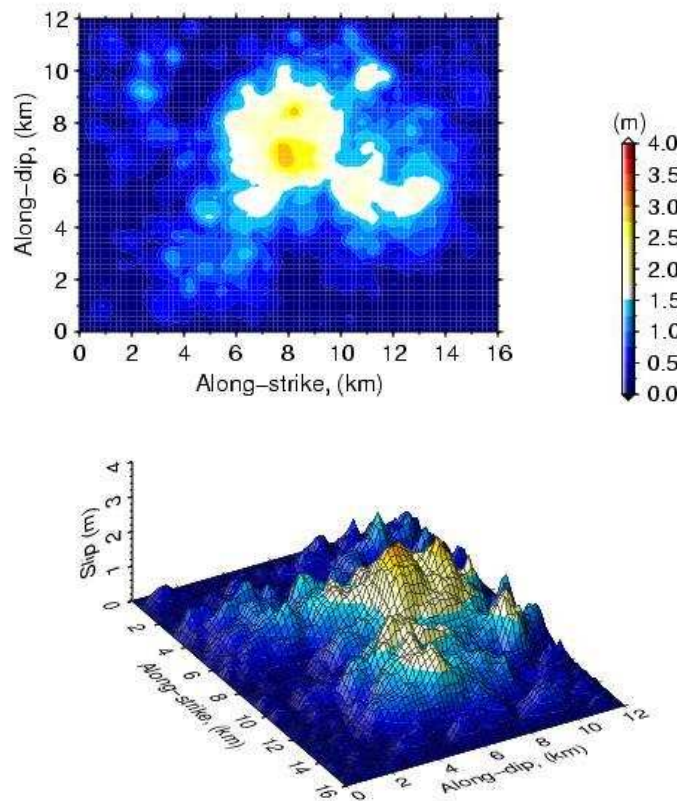 12
10
8
6
4
2
0
Along-dip, (km)
0 2 4 6 8 10 12 14 16
Along-strike, (km)
(m)
4.0
3.5
3.0
2.5
2.0
1.5
1.0
0.5
0.0
4
3
2
1
0
Slip (m)
2 4 6 8 10 12 14 16
Along-strike, (km)
0 2 4 6 8 10 12
Along-dip, (km)